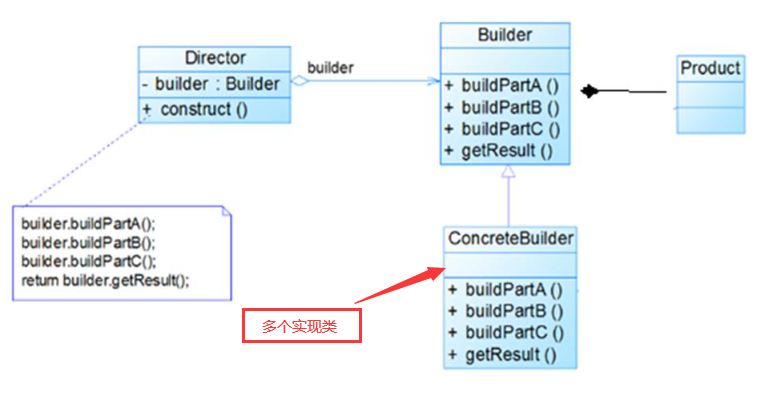 Director
- builder : Builder
+ construct ()
builder
Builder
+ buildPartA ()
+ buildPartB ()
+ buildPartC ()
+ getResult ()
Product
builder.buildPartA();
builder.buildPartB();
builder.buildPartC();
return builder.getResult();
ConcreteBuilder
+ buildPartA ()
+ buildPartB ()
+ buildPartC ()
+ getResult ()
多个实现类